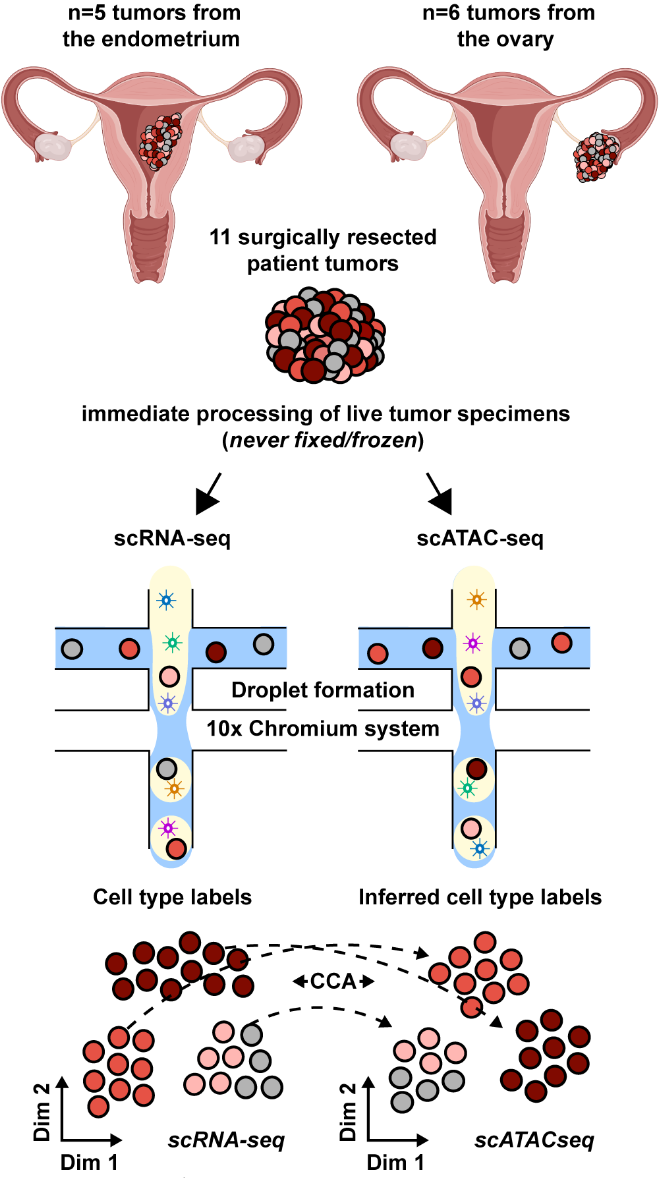 n=5 tumors from
the endometrium
n=6 tumors from
the ovary
11 surgically resected
patient tumors
immediate processing of live tumor specimens
(never fixed/frozen)
scRNA-seq
scATAC-seq
Droplet formation
10x Chromium system
Cell type labels
Inferred cell type labels
CCA
Dim 2
Dim 1
scRNA-seq
Dim 2
Dim 1
scATACseq